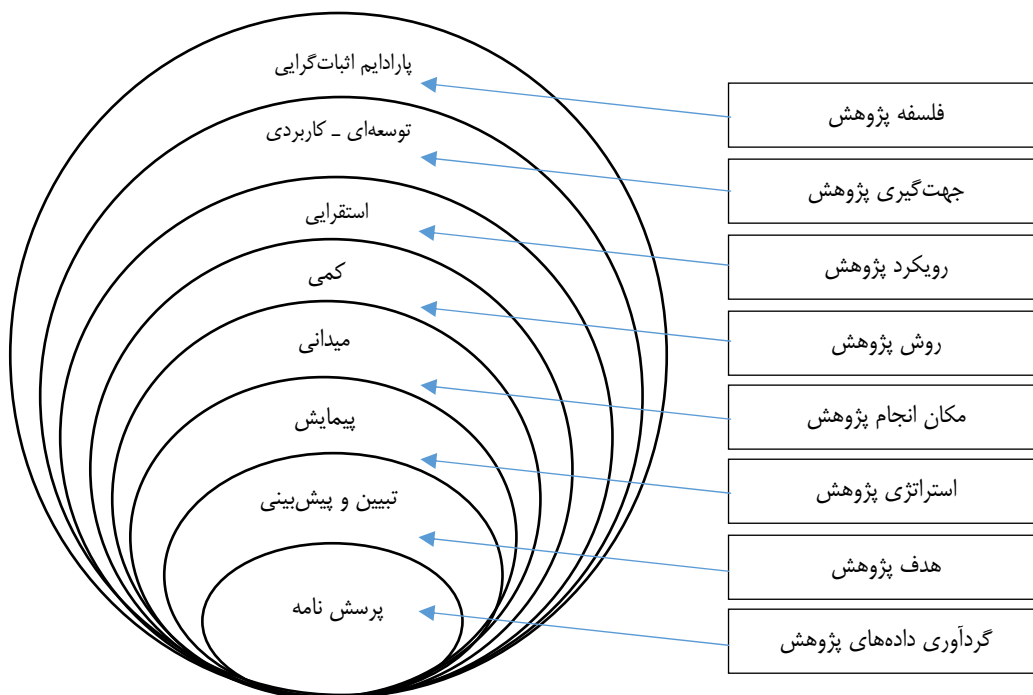 پارادایم اثبات‌گرایی
فلسفه پژوهش
توسعه‌ای ـ کاربردی
جهت‌گیری پژوهش
استقرایی
رویکرد پژوهش
کمی
روش پژوهش
میدانی
مکان انجام پژوهش
پیمایش
استراتژی پژوهش
تبیین و پیش‌بینی
هدف پژوهش
پرسش نامه
گردآوری داده‌های پژوهش